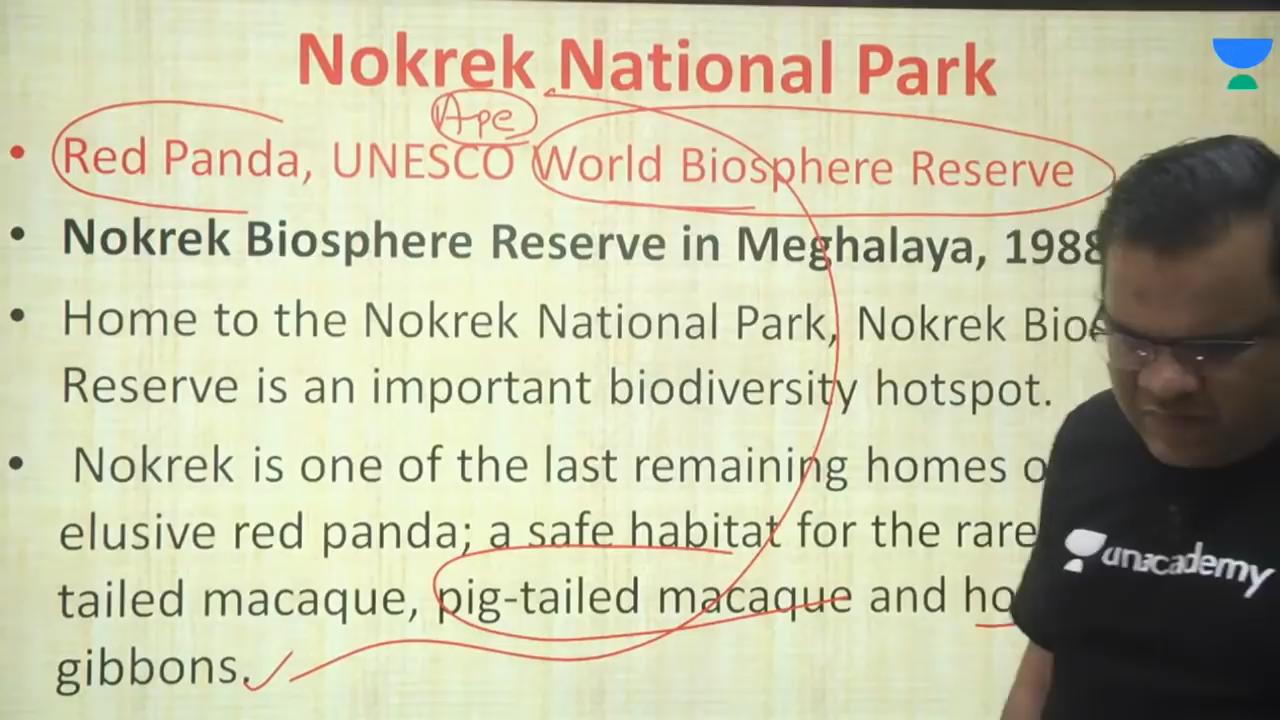 Nokrek National Park
Ape
• Red Panda, UNESCO World Biosphere Reserve
• Nokrek Biosphere Reserve in Meghalaya, 1988
• Home to the Nokrek National Park, Nokrek
Reserve is an important biodiversity hotspot.
• Nokrek is one of the last remaining homes
elusive red panda; a safe habitat for the rare
tailed macaque, pig-tailed macaque and
gibbons.
unacademy